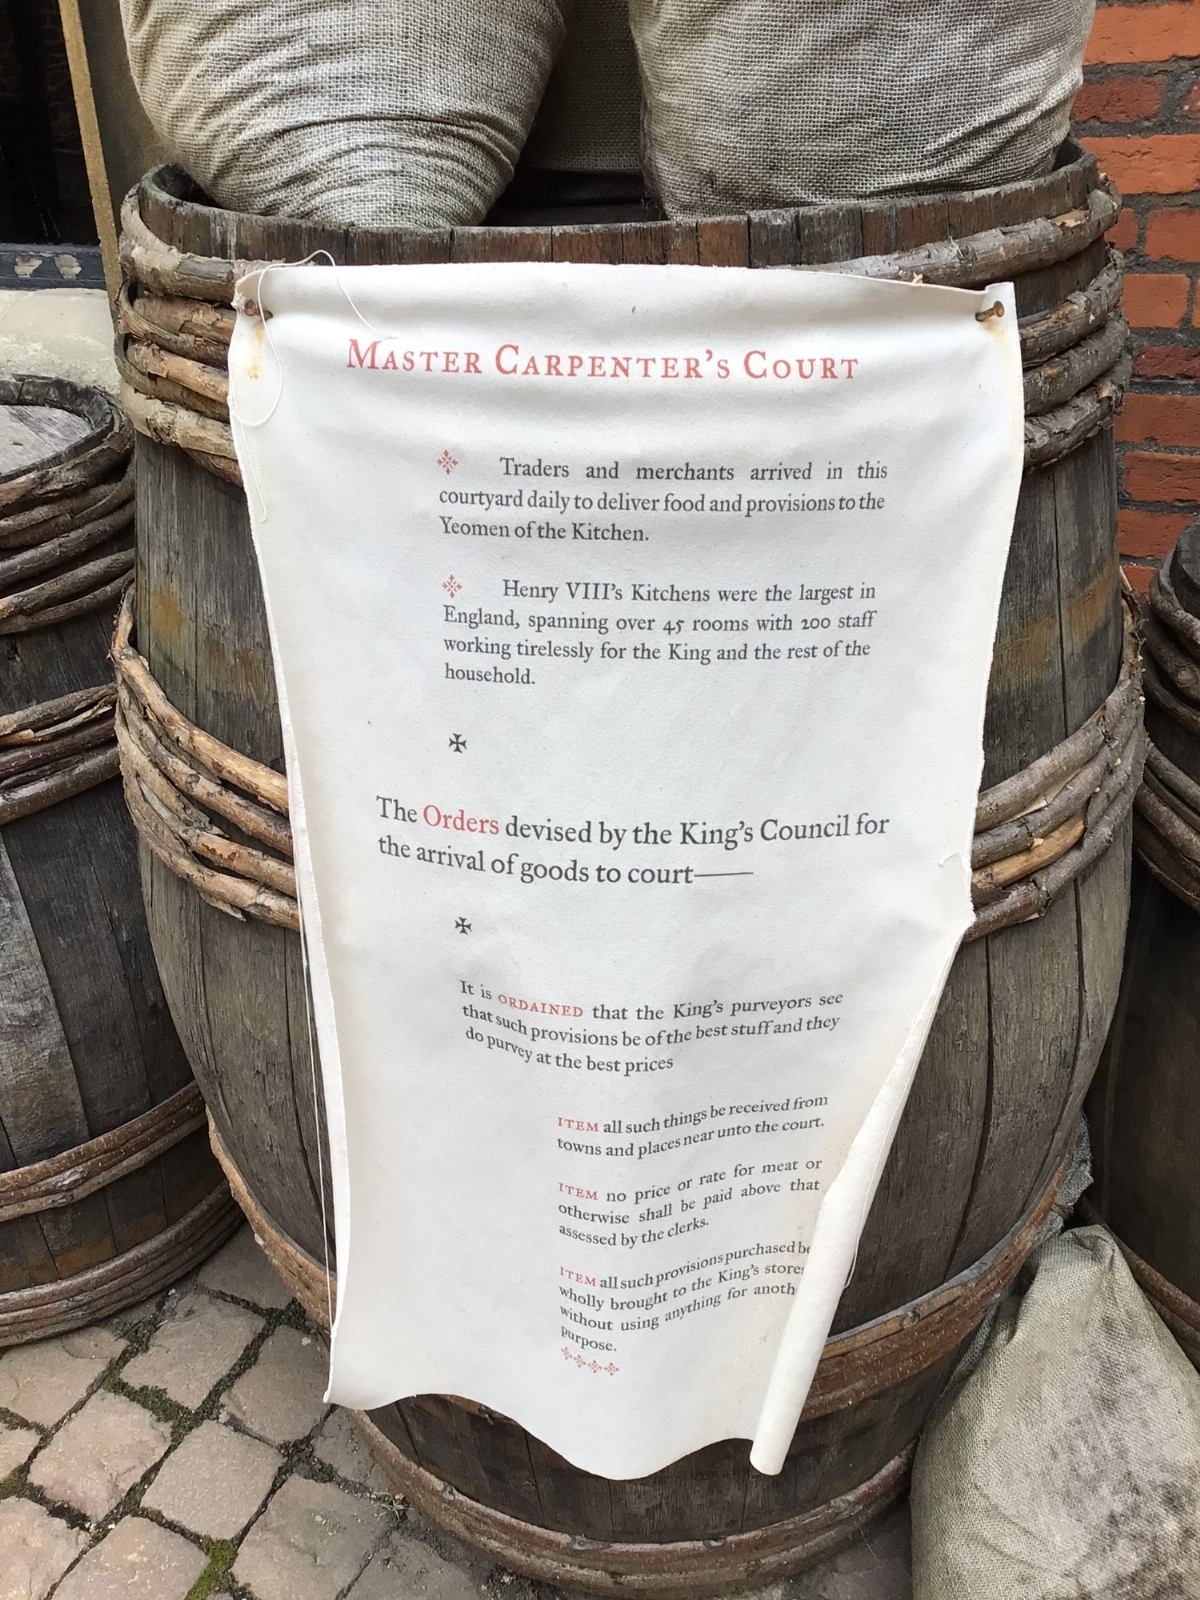 Master Carpenter's Court
Traders and merchants arrived in this
courtyard daily to deliver food and provisions to the
Yeomen of the Kitchen.
Henry VIII's Kitchens were the largest in
England, spanning over 45 rooms with 200 staff
working tirelessly for the King and the rest of the
household.
The Orders devised by the King's Council for
the arrival of goods to court——
It is ORDAINED that the King's purveyors see
that such provisions be of the best stuff and they
do purvey at the best prices
ITEM all such things be received from
towns and places near unto the court.
ITEM no price or rate for meat or
otherwise shall be paid above that
assessed by the clerks.
ITEM all such provisions purchased be
wholly brought to the King's stores
without using anything for anoth
purpose.